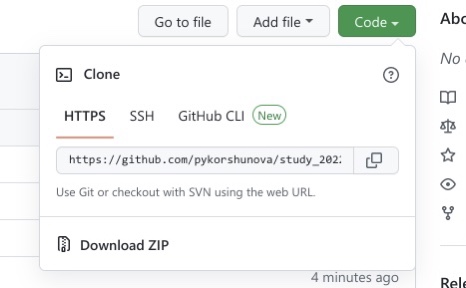 Go to file
Add file
Code
Clone
HTTPS
SSH
GitHub CLI
New
https://github.com/pykorshunova/study_202
Use Git or checkout with SVN using the web URL.
Download ZIP
4 minutes ago
Abo
No
Rele